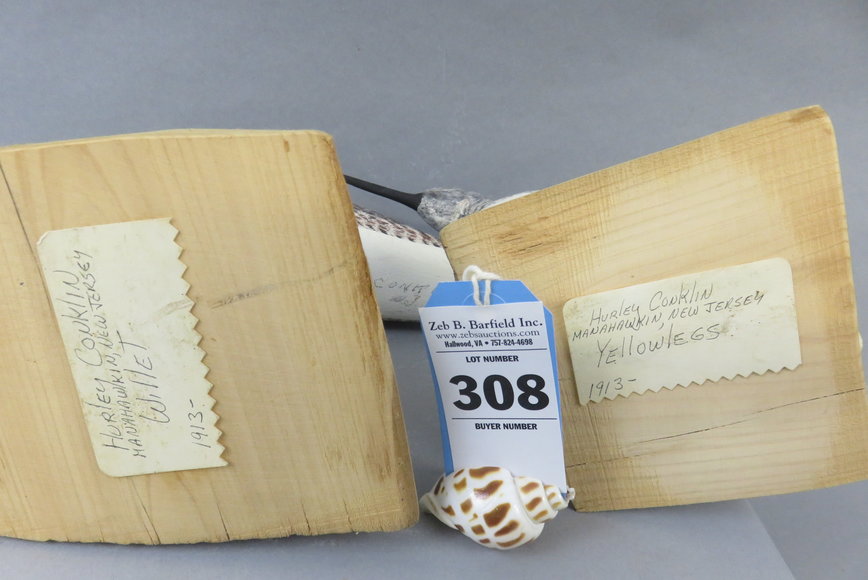 HURLEY CONKLIN
MANAHAWKIN, NEW JERSEY
WILLET
1913-
Zeb B. Barfield Inc.
www.zebsauctions.com
Hallwood, VA • 757-824-4698
LOT NUMBER
308
BUYER NUMBER
HURLEY CONKLIN
MANAHAWKIN, NEW JERSEY
YELLOWLEGS
1913-